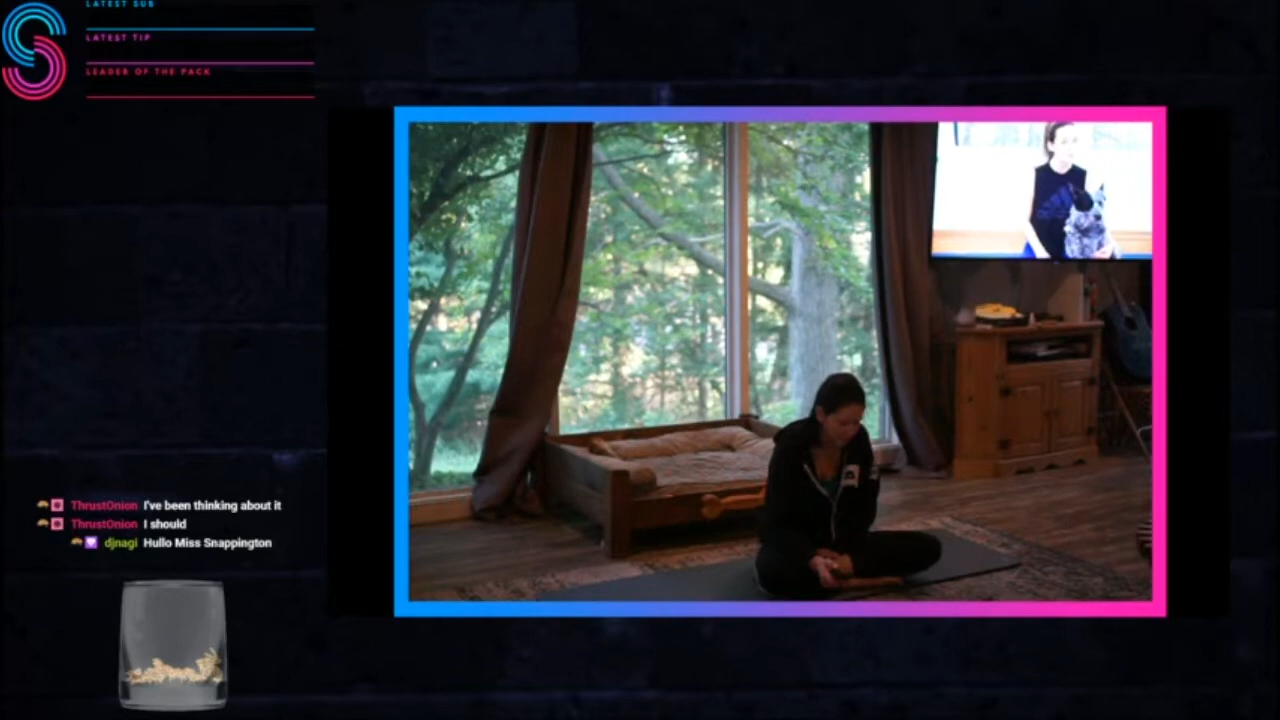 LATEST SUB
LATEST TIP
LEADER OF THE PACK
ThrustOnion I've been thinking about it
ThrustOnion I should
djnagi Hullo Miss Snappington